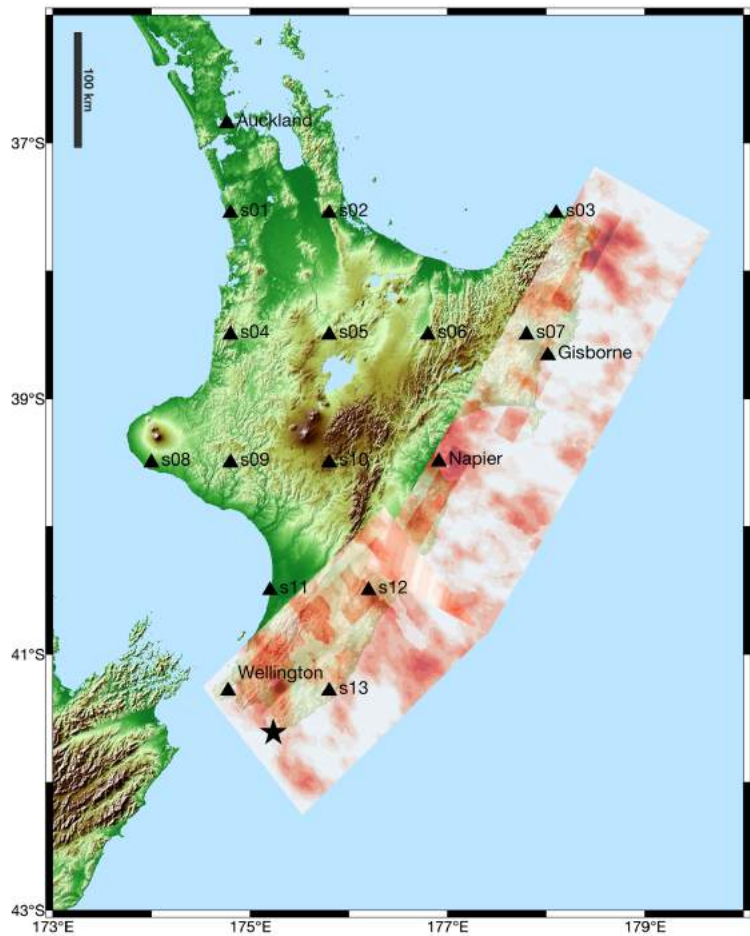 100 km
Auckland
37°S
s01
s02
s03
s04
s05
s06
s07
Gisborne
39°S
s08
s09
s10
Napier
s11
s12
41°S
Wellington
s13
43°S
173°E
175°E
177°E
179°E